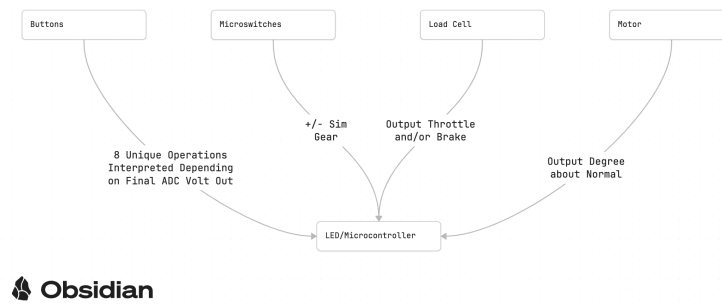 Buttons
Microswitches
Load Cell
Motor
+/- Sim
Gear
Output Throttle
and/or Brake
8 Unique Operations
Interpreted Depending
on Final ADC Volt Out
Output Degree
about Normal
LED/Microcontroller
Obsidian